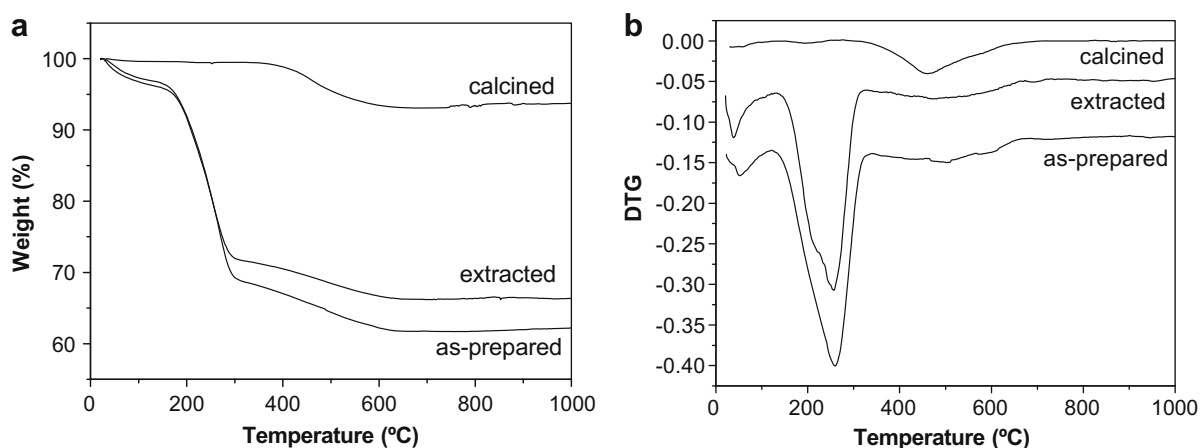 a
100
90
80
70
60
Weight (%)
calcined
extracted
as-prepared
0
200
400
600
800
1000
Temperature (ºC)
b
0.00
-0.05
-0.10
-0.15
-0.20
-0.25
-0.30
-0.35
-0.40
DTG
calcined
extracted
as-prepared
0
200
400
600
800
1000
Temperature (ºC)